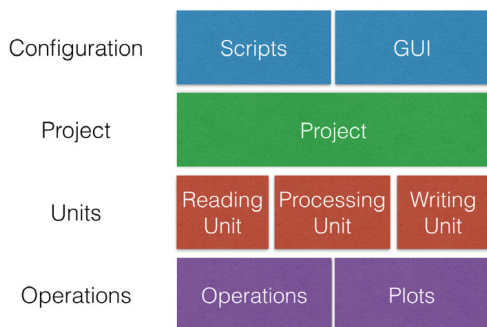 Configuration
Scripts
GUI
Project
Project
Units
Reading
Unit
Processing
Unit
Writing
Unit
Operations
Operations
Plots